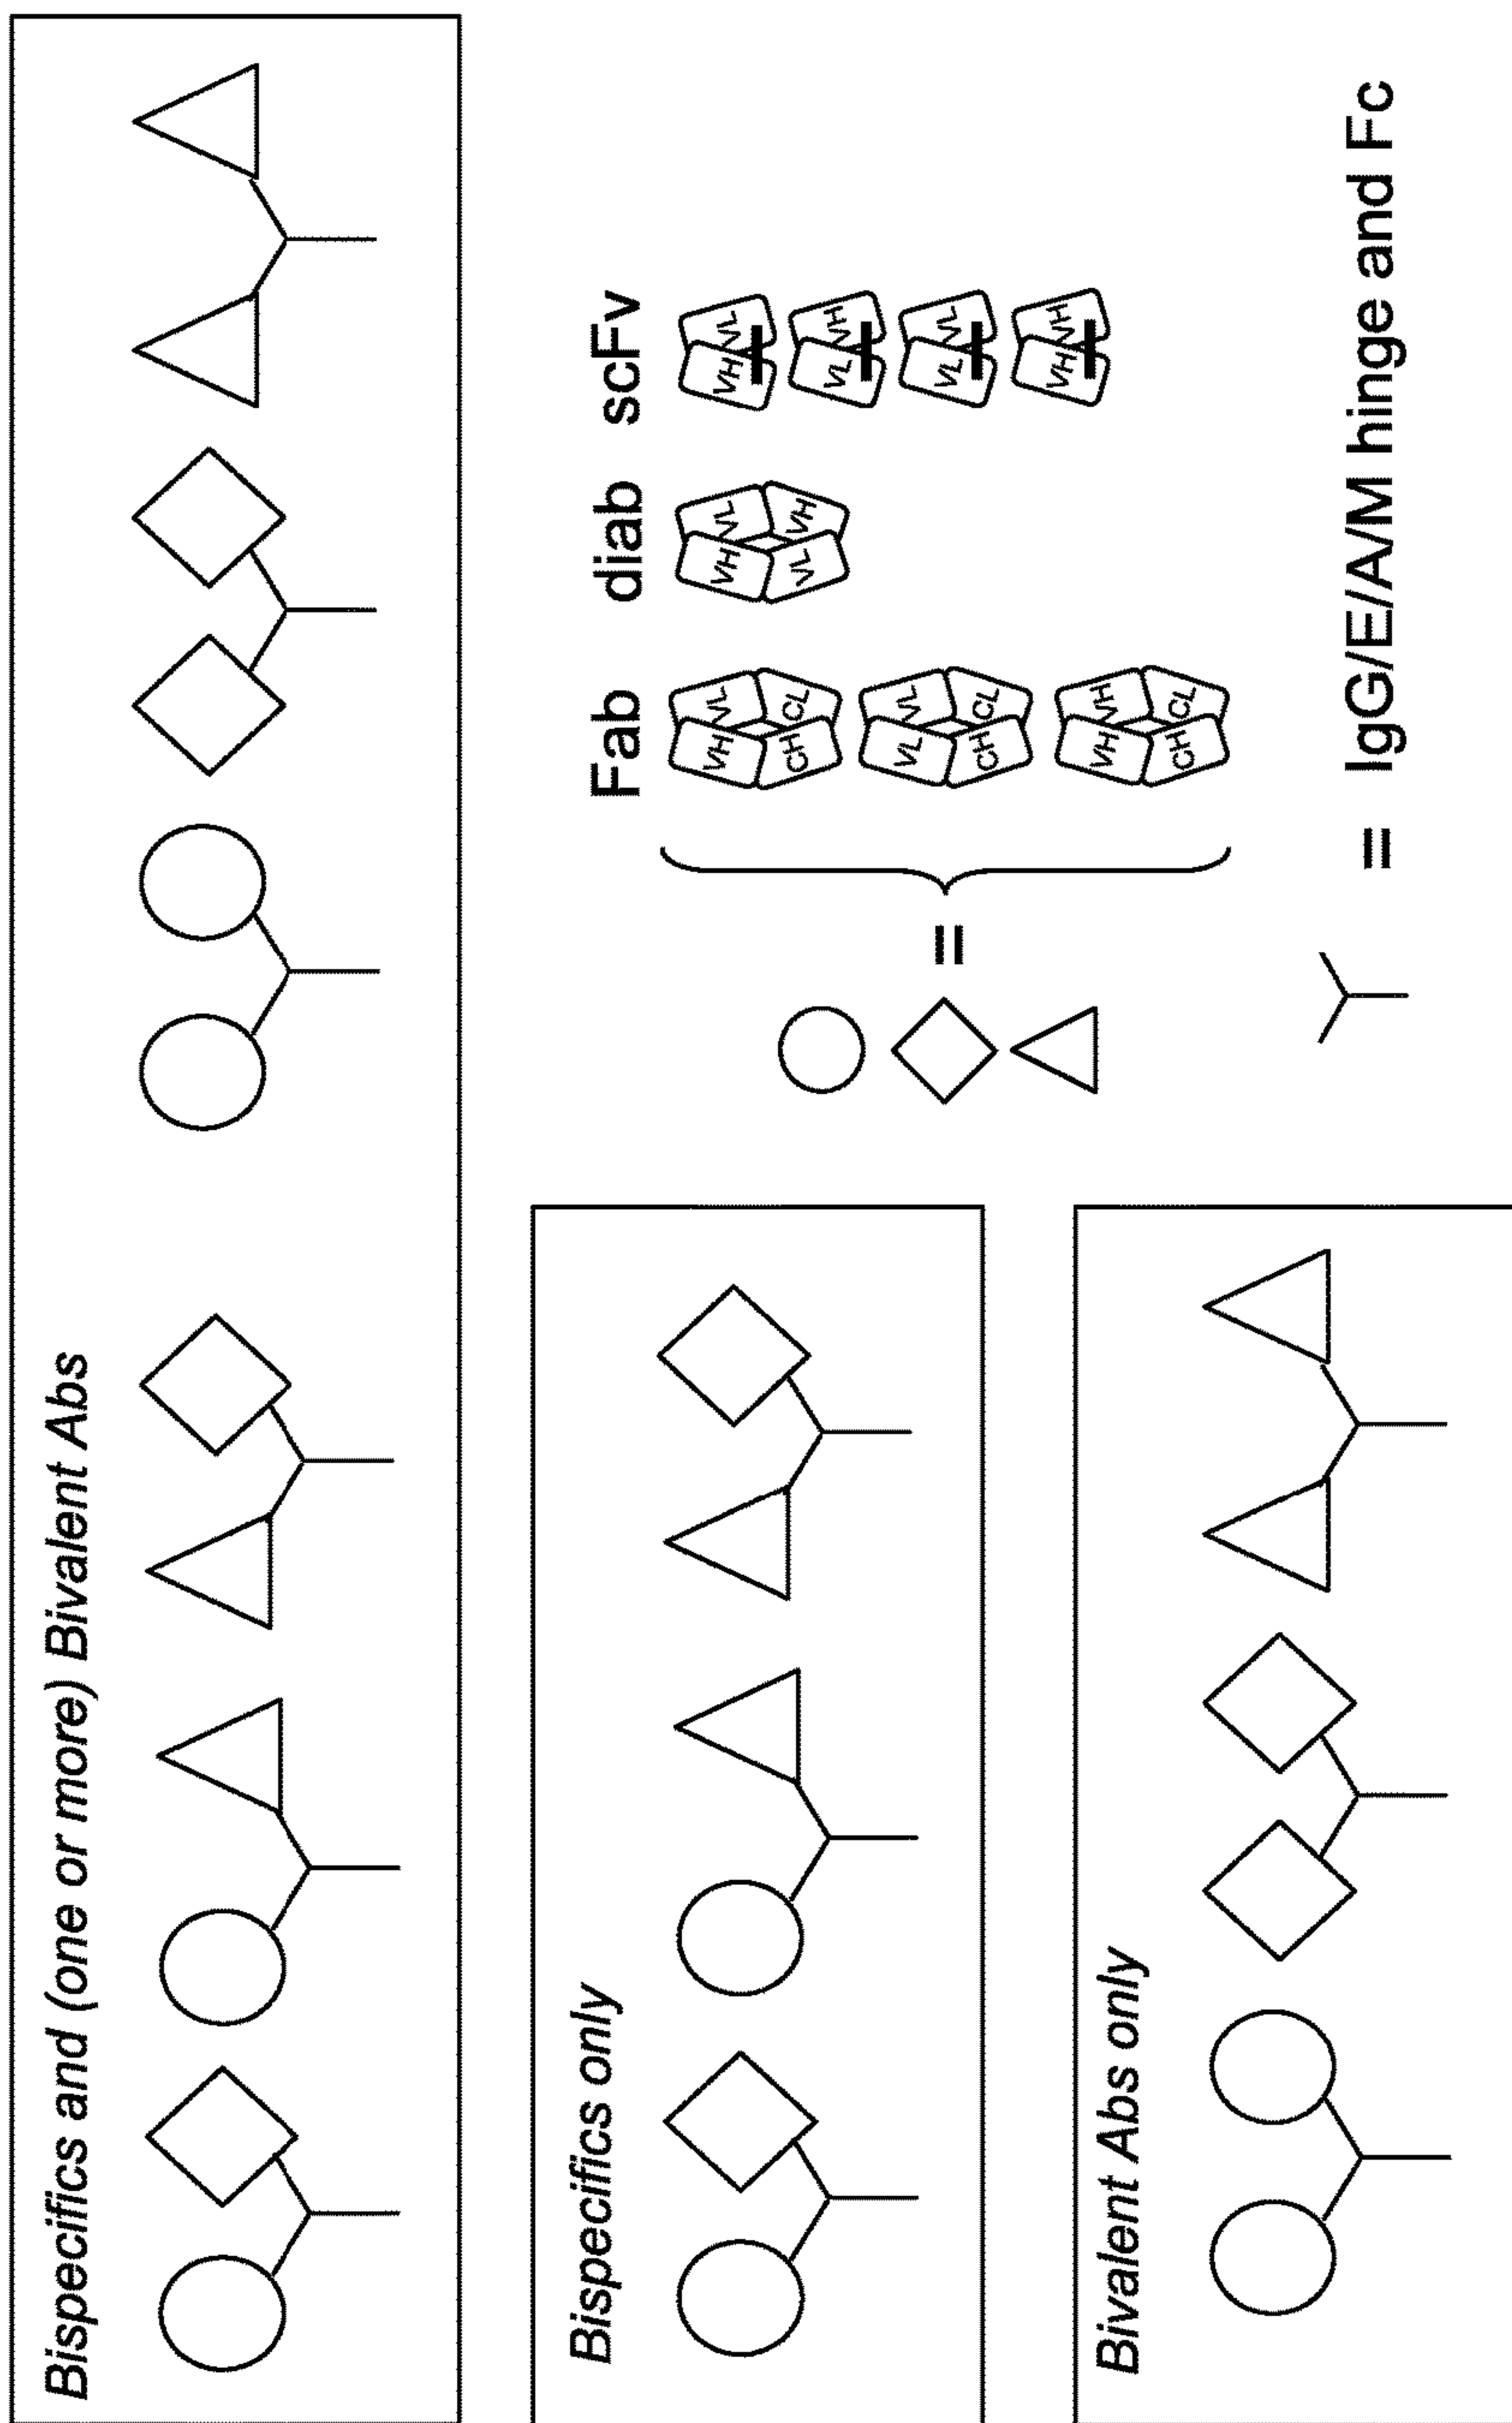 Bispecifics and (one or more) Bivalent Abs
Bispecifics only
Bivalent Abs only
Fab diab scFv
VH VL VH VL VH VL
CH CL VL VH VL VH
= VL VL VL VL
CH CL VH VH
VH VH
CH CL
= IgG/E/A/M hinge and Fc